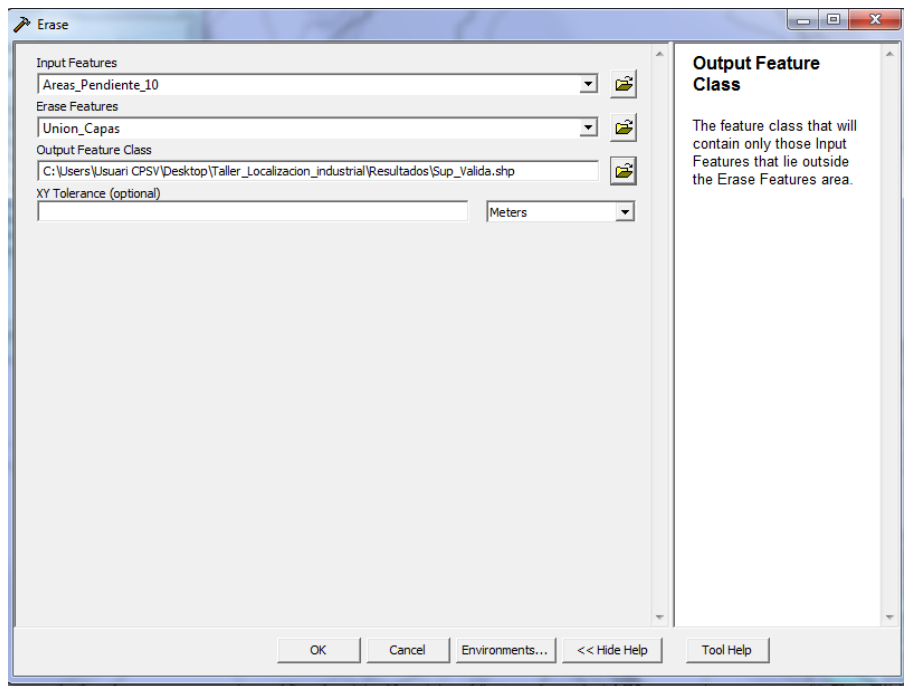 Erase
Input Features
Areas_Pendiente_10
Erase Features
Union_Capas
Output Feature Class
C:\Users\Usuari CPSV\Desktop\Taller_Localizacion_industrial\Resultados\Sup_Valida.shp
XY Tolerance (optional)
Meters
Output Feature
Class
The feature class that will
contain only those Input
Features that lie outside
the Erase Features area.
OK
Cancel
Environments...
<< Hide Help
Tool Help